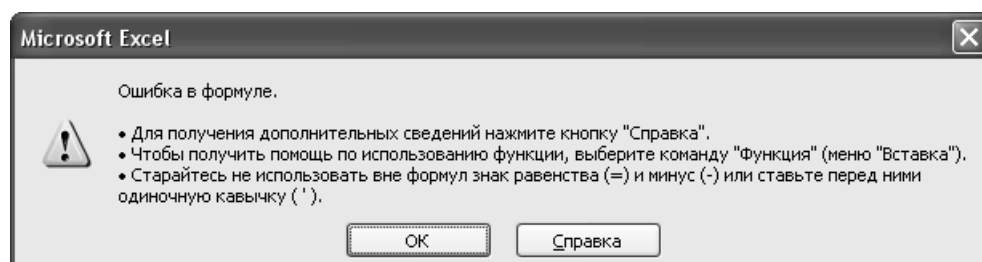 Microsoft Excel
Ошибка в формуле.
• Для получения дополнительных сведений нажмите кнопку "Справка".
• Чтобы получить помощь по использованию функции, выберите команду "Функция" (меню "Вставка").
• Старайтесь не использовать вне формул знак равенства (=) и минус (-) или ставьте перед ними
одиночную кавычку ( ' ).
ОК
Справка